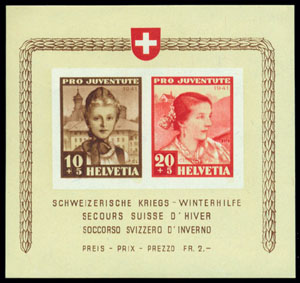 PRO JUVENTUTE
1941
10
+5
HELVETIA
PRO JUVENTUTE
1941
20
+5
HELVETIA
SCHWEIZERISCHE KRIEGS - WINTERHILFE
SECOURS SUISSE D'HIVER
SOCCORSO SVIZZERO D'INVERNO
PREIS - PRIX - PREZZO FR. 2.-